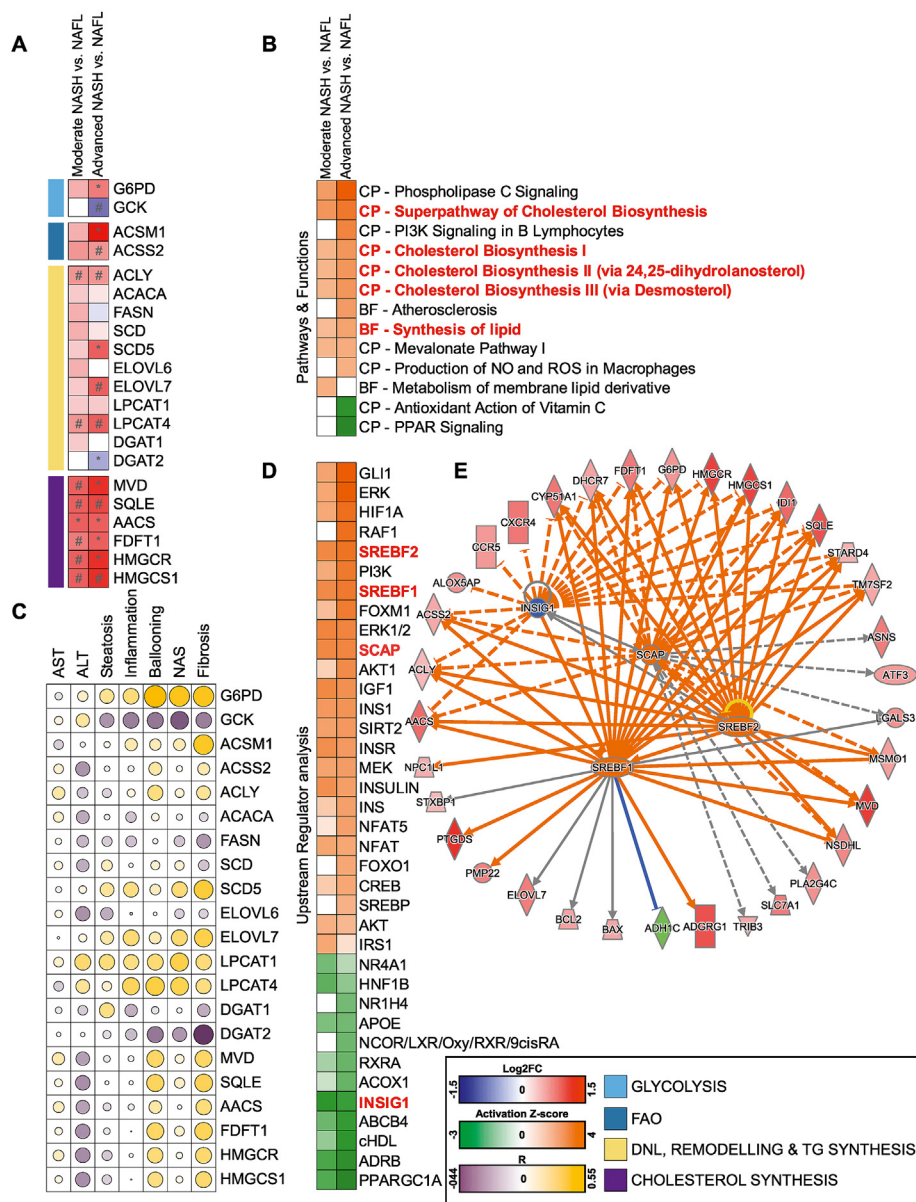 A
Moderate NASH vs. NAFL
Advanced NASH vs. NAFL
G6PD *
GCK #
ACSM1 *
ACSS2 # #
ACLY # #
ACACA
FASN
SCD
SCD5 *
ELOVL6
ELOVL7 #
LPCAT1
LPCAT4 # #
DGAT1
DGAT2 *
MVD # *
SQLE # #
AACS * *
FDFT1 # *
HMGCR # *
HMGCS1 # #
B
Moderate NASH vs. NAFL
Advanced NASH vs. NAFL
Pathways & Functions
CP - Phospholipase C Signaling
CP - Superpathway of Cholesterol Biosynthesis
CP - PI3K Signaling in B Lymphocytes
CP - Cholesterol Biosynthesis I
CP - Cholesterol Biosynthesis II (via 24,25-dihydrolanosterol)
CP - Cholesterol Biosynthesis III (via Desmosterol)
BF - Atherosclerosis
BF - Synthesis of lipid
CP - Mevalonate Pathway I
CP - Production of NO and ROS in Macrophages
BF - Metabolism of membrane lipid derivative
CP - Antioxidant Action of Vitamin C
CP - PPAR Signaling
C
AST
ALT
Steatosis
Inflammation
Ballooning
NAS
Fibrosis
G6PD
GCK
ACSM1
ACSS2
ACLY
ACACA
FASN
SCD
SCD5
ELOVL6
ELOVL7
LPCAT1
LPCAT4
DGAT1
DGAT2
MVD
SQLE
AACS
FDFT1
HMGCR
HMGCS1
D
Upstream Regulator analysis
GLI1
ERK
HIF1A
RAF1
SREBF2
PI3K
SREBF1
FOXM1
ERK1/2
SCAP
AKT1
IGF1
INS1
SIRT2
INSR
MEK
INSULIN
INS
NFAT5
NFAT
FOXO1
CREB
SREBP
AKT
IRS1
NR4A1
HNF1B
NR1H4
APOE
NCOR/LXR/Oxy/RXR/9cisRA
RXRA
ACOX1
INSIG1
ABCB4
cHDL
ADRB
PPARGC1A
E
CYP51A1
DHCR7
FDFT1
G6PD
HMGCR
HMGCS1
IDI1
SQLE
STARD4
TM7SF2
CXCR4
CCR5
ALOX5AP
ACSS2
INSIG1
ACLY
SCAP
ASNS
ATF3
AACS
SREBF2
LGALS3
NPC1L1
SREBF1
MSMO1
STXBP1
MVD
PTGDS
NSDHL
PMP22
PLA2G4C
ELOVL7
SLC7A1
BCL2
BAX
ADH1C
ADGRG1
TRIB3
Log2FC
-1.5 0 1.5
Activation Z-score
-3 0 4
R
-044 0 0.55
GLYCOLYSIS
FAO
DNL, REMODELLING & TG SYNTHESIS
CHOLESTEROL SYNTHESIS